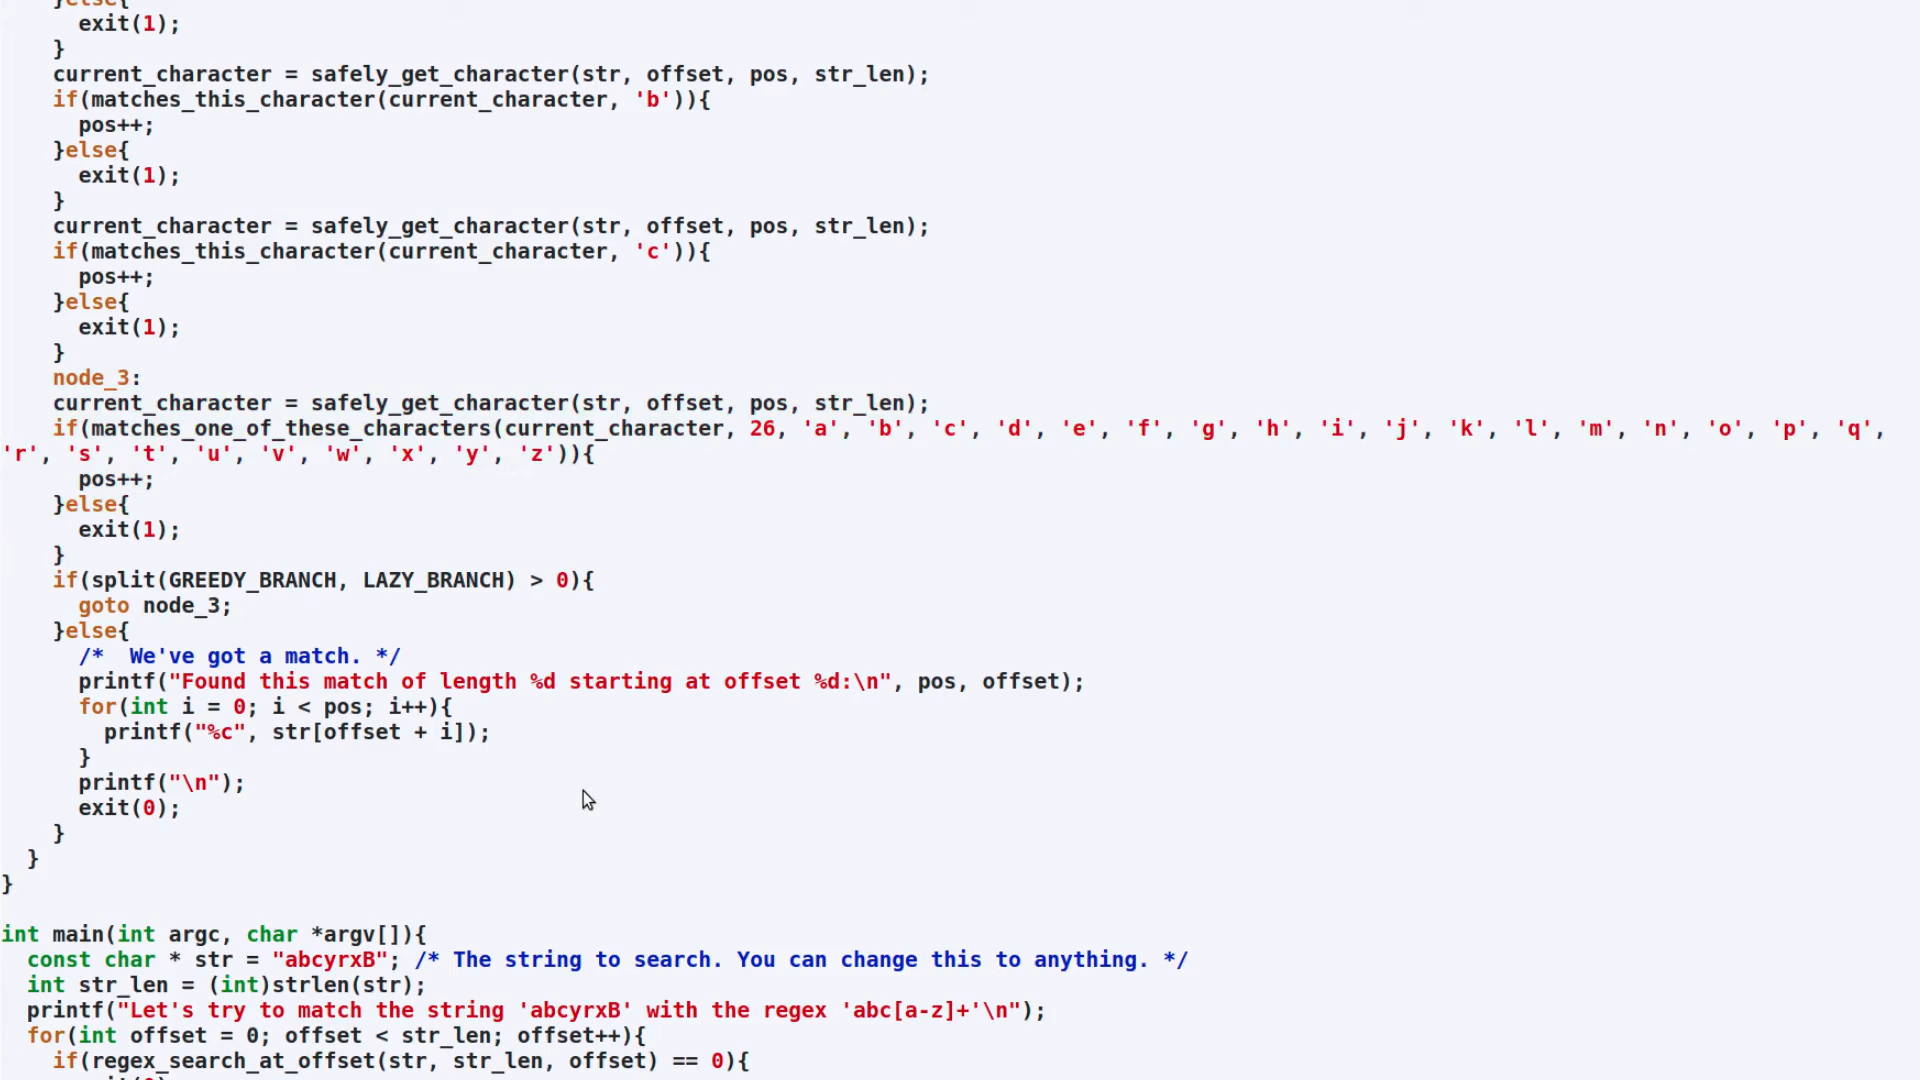 }else{
exit(1);
}
current_character = safely_get_character(str, offset, pos, str_len);
if(matches_this_character(current_character, 'b')){
pos++;
}else{
exit(1);
}
current_character = safely_get_character(str, offset, pos, str_len);
if(matches_this_character(current_character, 'c')){
pos++;
}else{
exit(1);
}
node_3:
current_character = safely_get_character(str, offset, pos, str_len);
if(matches_one_of_these_characters(current_character, 26, 'a', 'b', 'c', 'd', 'e', 'f', 'g', 'h', 'i', 'j', 'k', 'l', 'm', 'n', 'o', 'p', 'q',
'r', 's', 't', 'u', 'v', 'w', 'x', 'y', 'z')){
pos++;
}else{
exit(1);
}
if(split(GREEDY_BRANCH, LAZY_BRANCH) > 0){
goto node_3;
}else{
/*  We've got a match. */
printf("Found this match of length %d starting at offset %d:\n", pos, offset);
for(int i = 0; i < pos; i++){
printf("%c", str[offset + i]);
}
printf("\n");
exit(0);
}
}
}
int main(int argc, char *argv[]){
const char * str = "abcyrxB"; /* The string to search. You can change this to anything. */
int str_len = (int)strlen(str);
printf("Let's try to match the string 'abcyrxB' with the regex 'abc[a-z]+'\n");
for(int offset = 0; offset < str_len; offset++){
if(regex_search_at_offset(str, str_len, offset) == 0){